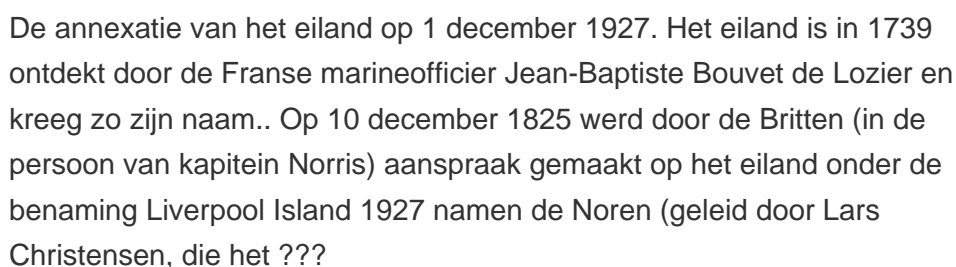 De annexatie van het eiland op 1 december 1927. Het eiland is in 1739
ontdekt door de Franse marineofficier Jean-Baptiste Bouvet de Lozier en
kreeg zo zijn naam.. Op 10 december 1825 werd door de Britten (in de
persoon van kapitein Norris) aanspraak gemaakt op het eiland onder de
benaming Liverpool Island 1927 namen de Noren (geleid door Lars
Christensen, die het ???